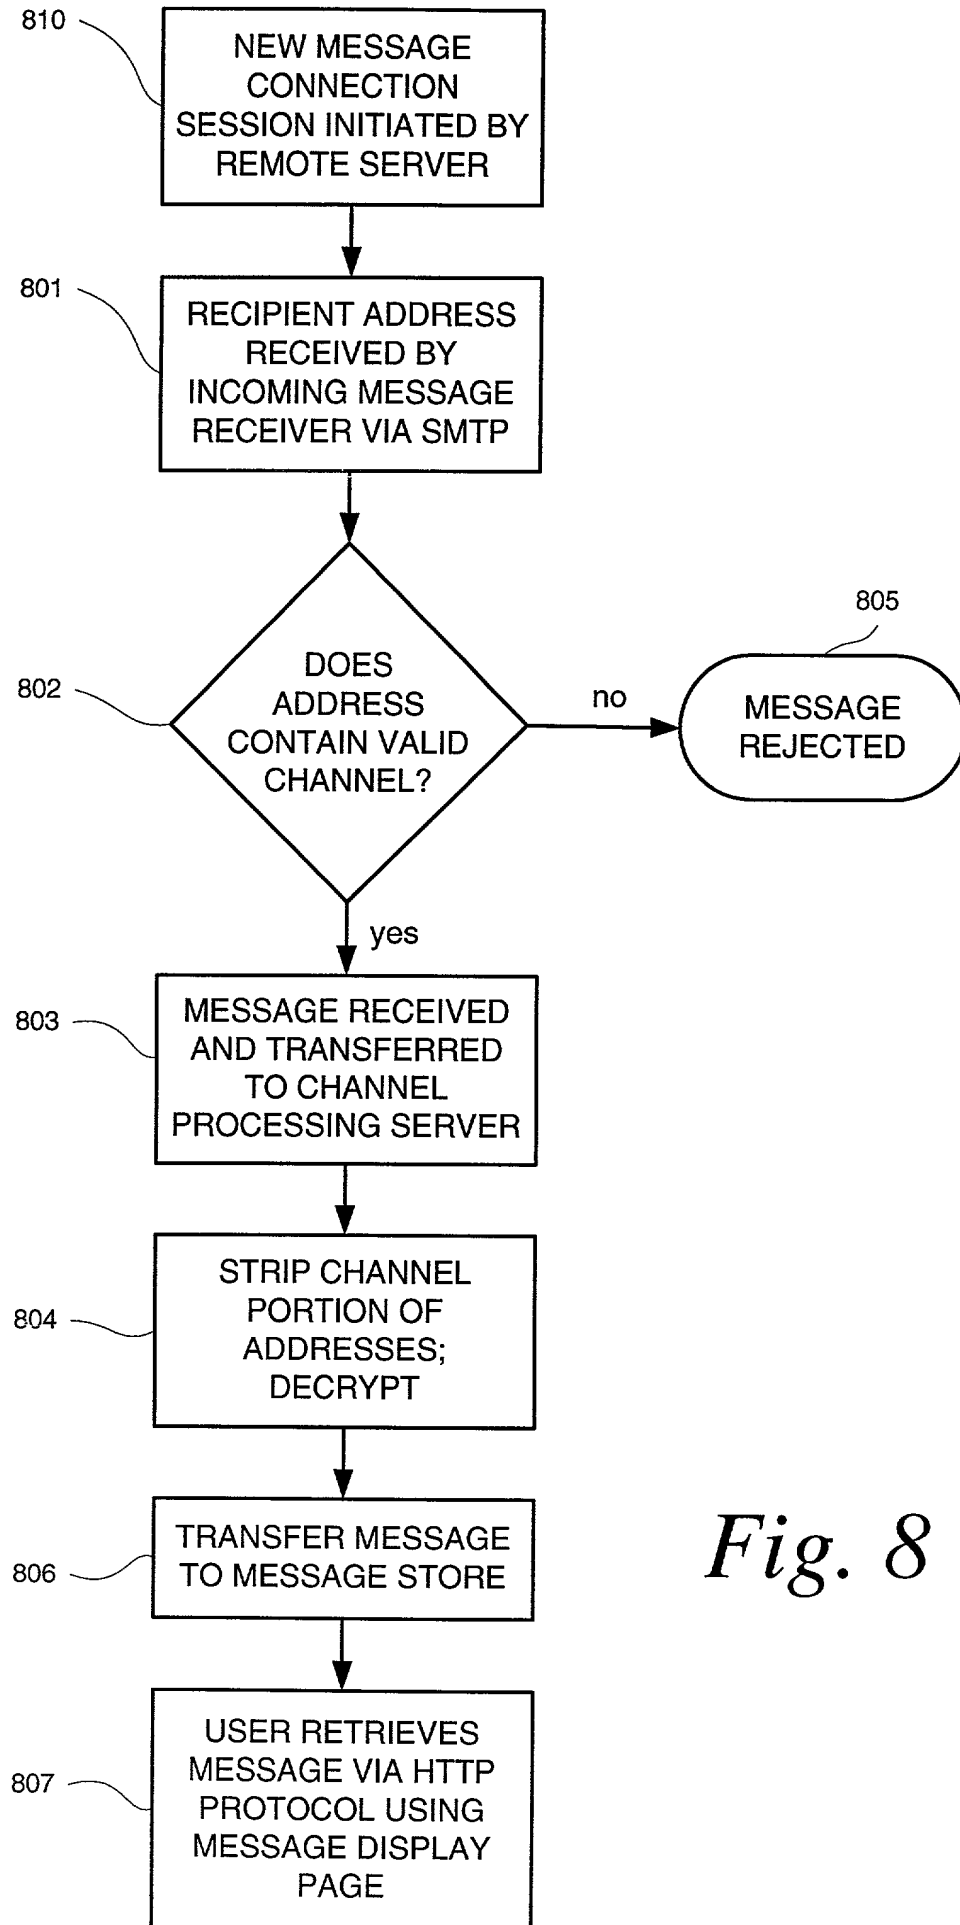 810
NEW MESSAGE
CONNECTION
SESSION INITIATED BY
REMOTE SERVER
801
RECIPIENT ADDRESS
RECEIVED BY
INCOMING MESSAGE
RECEIVER VIA SMTP
802
DOES
ADDRESS
CONTAIN VALID
CHANNEL?
no
805
MESSAGE
REJECTED
yes
803
MESSAGE RECEIVED
AND TRANSFERRED
TO CHANNEL
PROCESSING SERVER
804
STRIP CHANNEL
PORTION OF
ADDRESSES;
DECRYPT
806
TRANSFER MESSAGE
TO MESSAGE STORE
Fig. 8
807
USER RETRIEVES
MESSAGE VIA HTTP
PROTOCOL USING
MESSAGE DISPLAY
PAGE